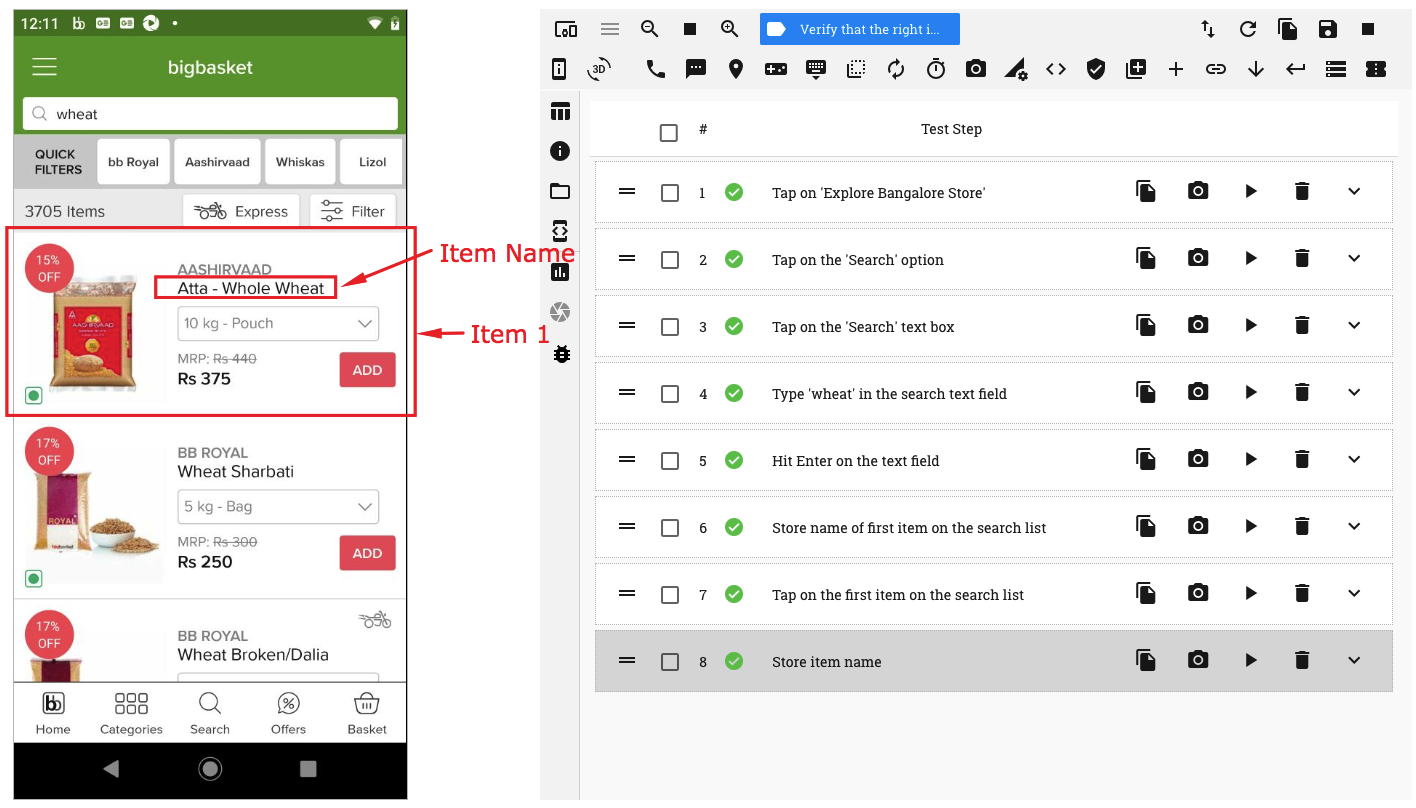 12:11
bigbasket
wheat
QUICK FILTERS
bb Royal
Aashirvaad
Whiskas
Lizol
3705 Items
Express
Filter
15% OFF
AASHIRVAAD
Atta - Whole Wheat
10 kg - Pouch
MRP: Rs 440
Rs 375
ADD
17% OFF
BB ROYAL
Wheat Sharbati
5 kg - Bag
MRP: Rs 300
Rs 250
ADD
17% OFF
BB ROYAL
Wheat Broken/Dalia
Home
Categories
Search
Offers
Basket
Item Name
Item 1
Verify that the right i...
3D
#
Test Step
1 Tap on 'Explore Bangalore Store'
2 Tap on the 'Search' option
3 Tap on the 'Search' text box
4 Type 'wheat' in the search text field
5 Hit Enter on the text field
6 Store name of first item on the search list
7 Tap on the first item on the search list
8 Store item name